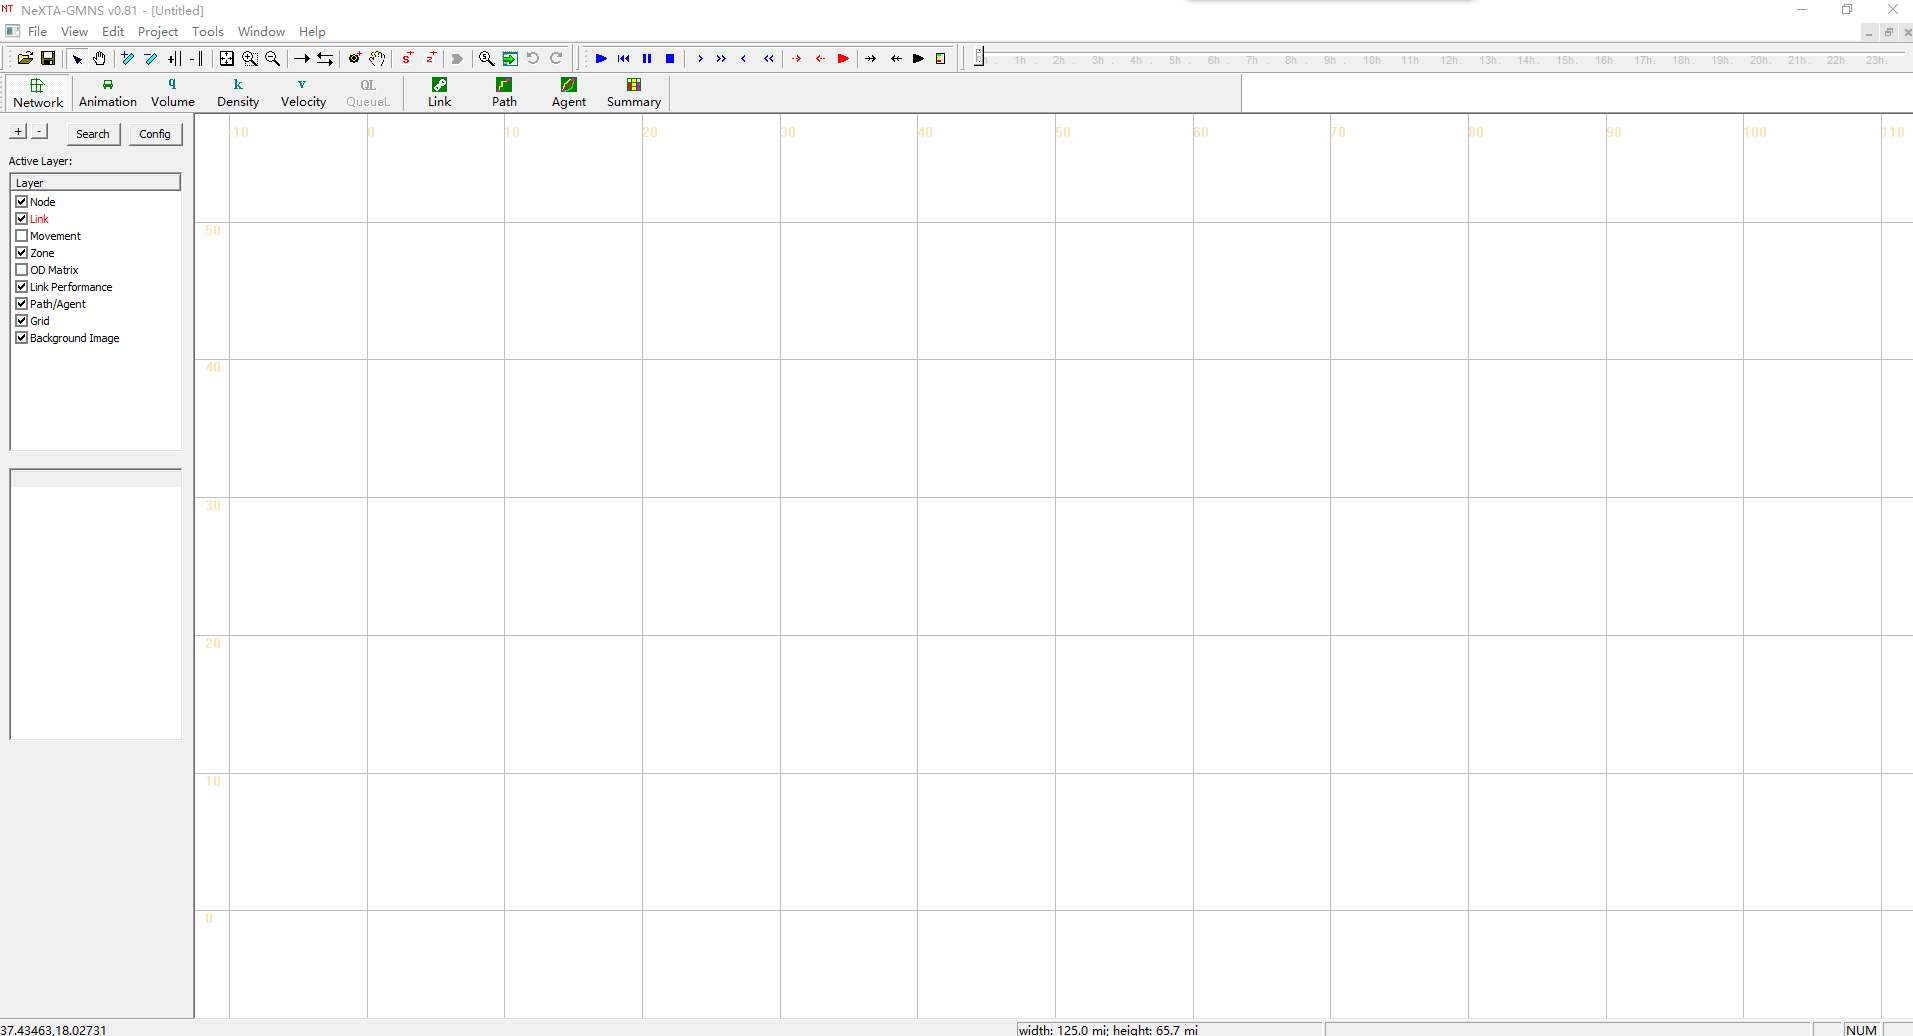 NT NeXTA-GMNS v0.81 - [Untitled]
File View Edit Project Tools Window Help
1h. 2h. 3h. 4h. 5h. 6h. 7h. 8h. 9h. 10h. 11h. 12h. 13h. 14h. 15h. 16h. 17h. 18h. 19h. 20h. 21h. 22h. 23h.
q k v QL
Network Animation Volume Density Velocity QueueL Link Path Agent Summary
+ - Search Config
-10 0 10 20 30 40 50 60 70 80 90 100 110
Active Layer:
Layer
Node
Link
Movement
Zone
OD Matrix
Link Performance
Path/Agent
Grid
Background Image
50
40
30
20
10
0
37.43463,18.02731 width: 125.0 mi; height: 65.7 mi NUM